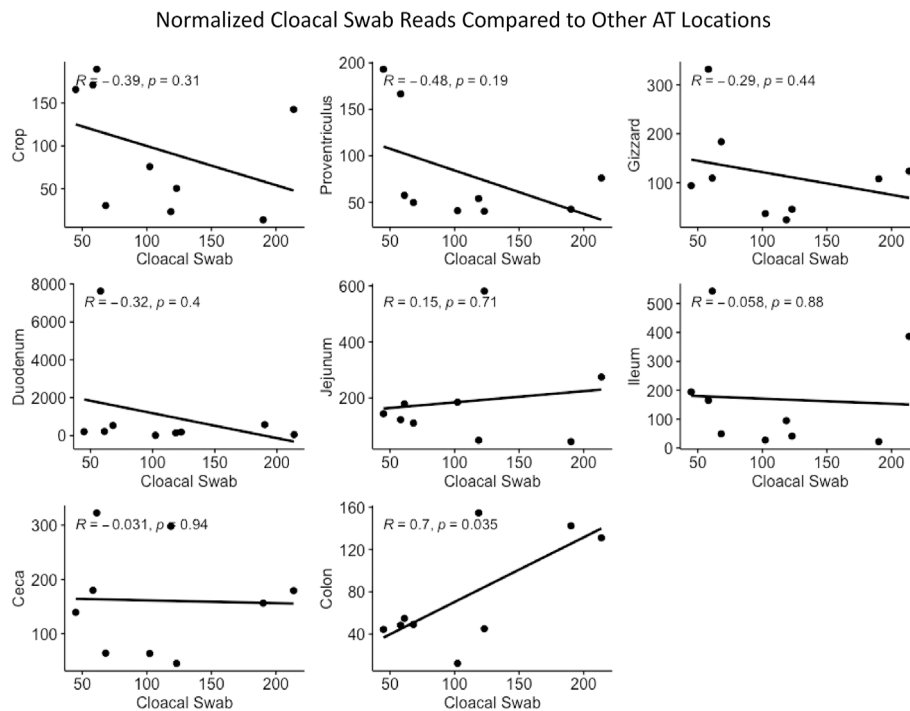 Normalized Cloacal Swab Reads Compared to Other AT Locations
R = −0.39, p = 0.31
150
100
50
Crop
50 100 150 200
Cloacal Swab
R = −0.48, p = 0.19
200
150
100
50
Proventriculus
50 100 150 200
Cloacal Swab
R = −0.29, p = 0.44
300
200
100
Gizzard
50 100 150 200
Cloacal Swab
R = −0.32, p = 0.4
8000
6000
4000
2000
0
Duodenum
50 100 150 200
Cloacal Swab
R = 0.15, p = 0.71
600
400
200
Jejunum
50 100 150 200
Cloacal Swab
R = −0.058, p = 0.88
500
400
300
200
100
0
Ileum
50 100 150 200
Cloacal Swab
R = −0.031, p = 0.94
300
200
100
Ceca
50 100 150 200
Cloacal Swab
R = 0.7, p = 0.035
160
120
80
40
Colon
50 100 150 200
Cloacal Swab